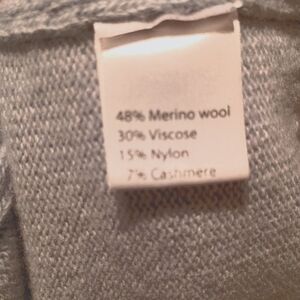 48% Merino wool
30% Viscose
15% Nylon
7% Cashmere